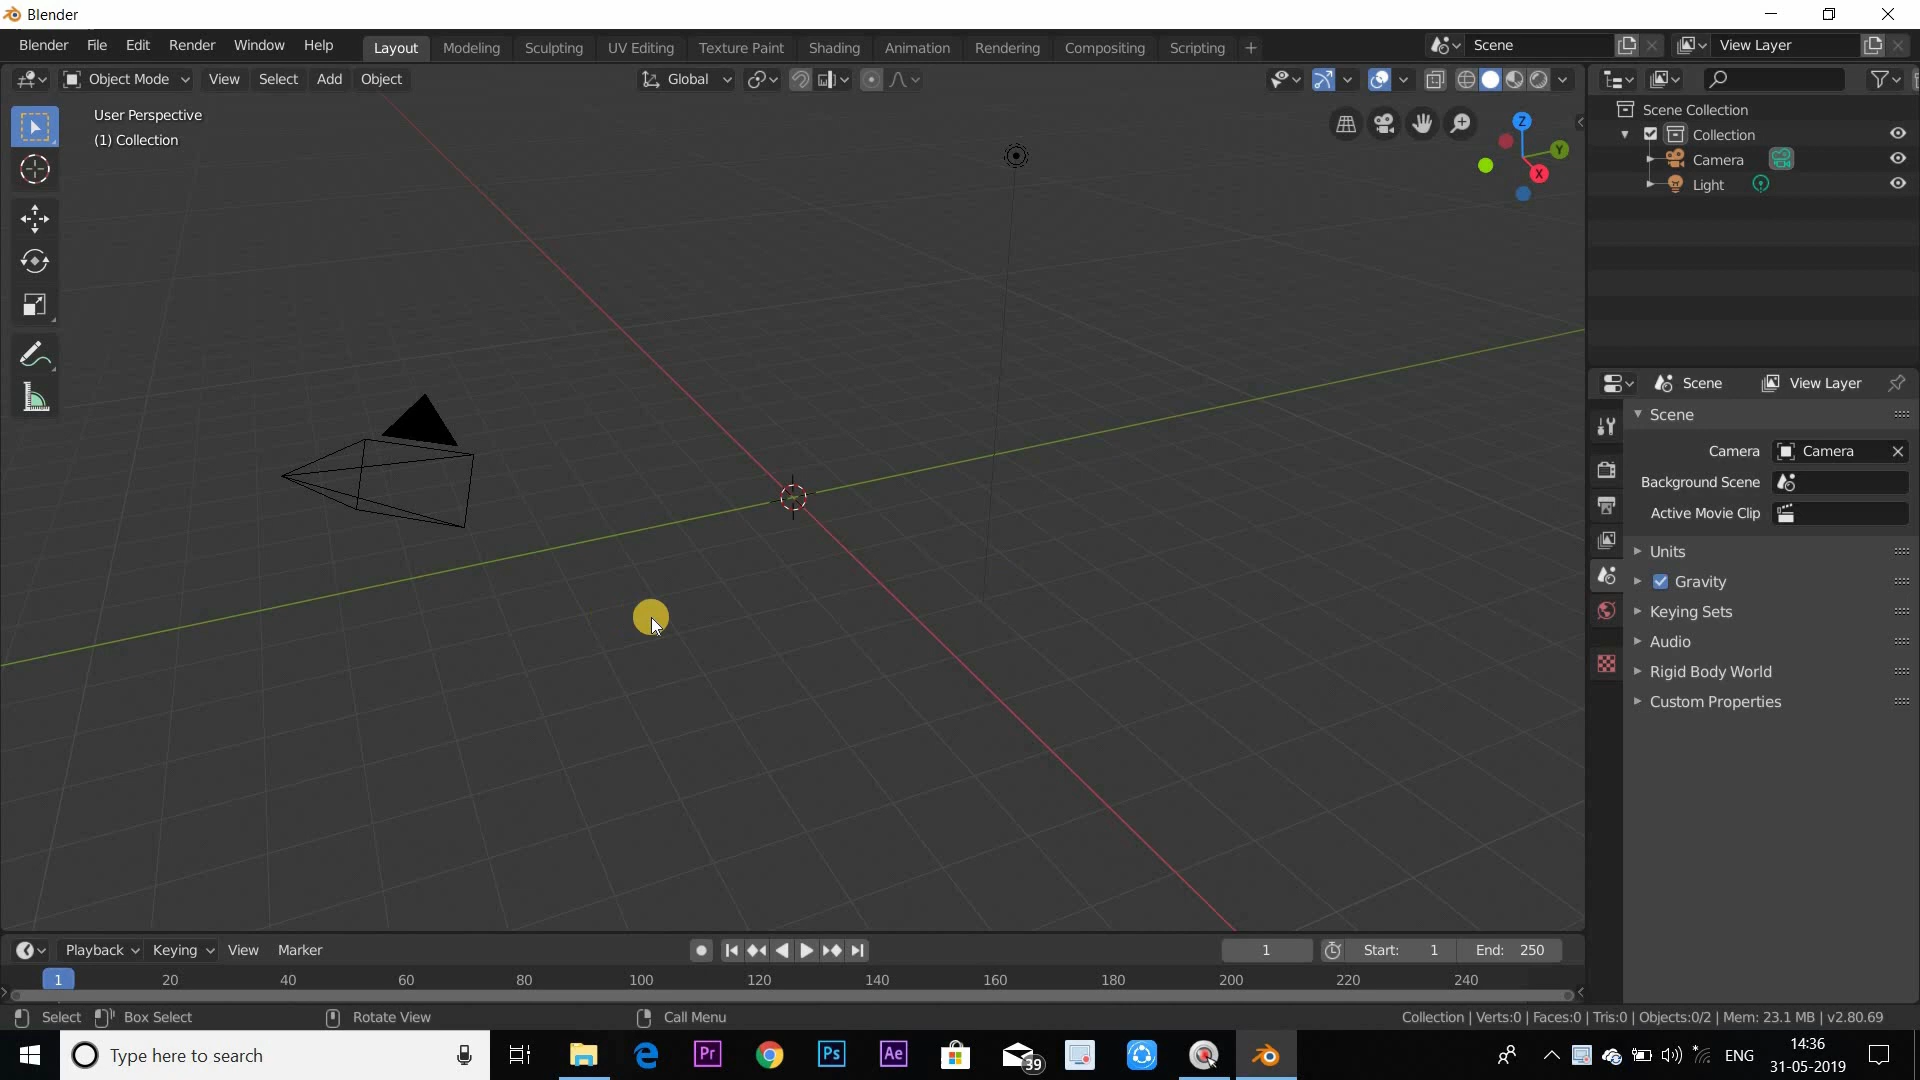 Blender
Blender File Edit Render Window Help Layout Modeling Sculpting UV Editing Texture Paint Shading Animation Rendering Compositing Scripting + Scene View Layer
Object Mode View Select Add Object Global
User Perspective
(1) Collection
Z
Y
X
Scene Collection
Collection
Camera
Light
Scene View Layer
Scene
Camera Camera
Background Scene
Active Movie Clip
Units
Gravity
Keying Sets
Audio
Rigid Body World
Custom Properties
Playback Keying View Marker 1 Start: 1 End: 250
1 20 40 60 80 100 120 140 160 180 200 220 240
Select Box Select Rotate View Call Menu Collection | Verts:0 | Faces:0 | Tris:0 | Objects:0/2 | Mem: 23.1 MB | v2.80.69
Type here to search Pr Ps Ae 39 ENG 14:36
31-05-2019